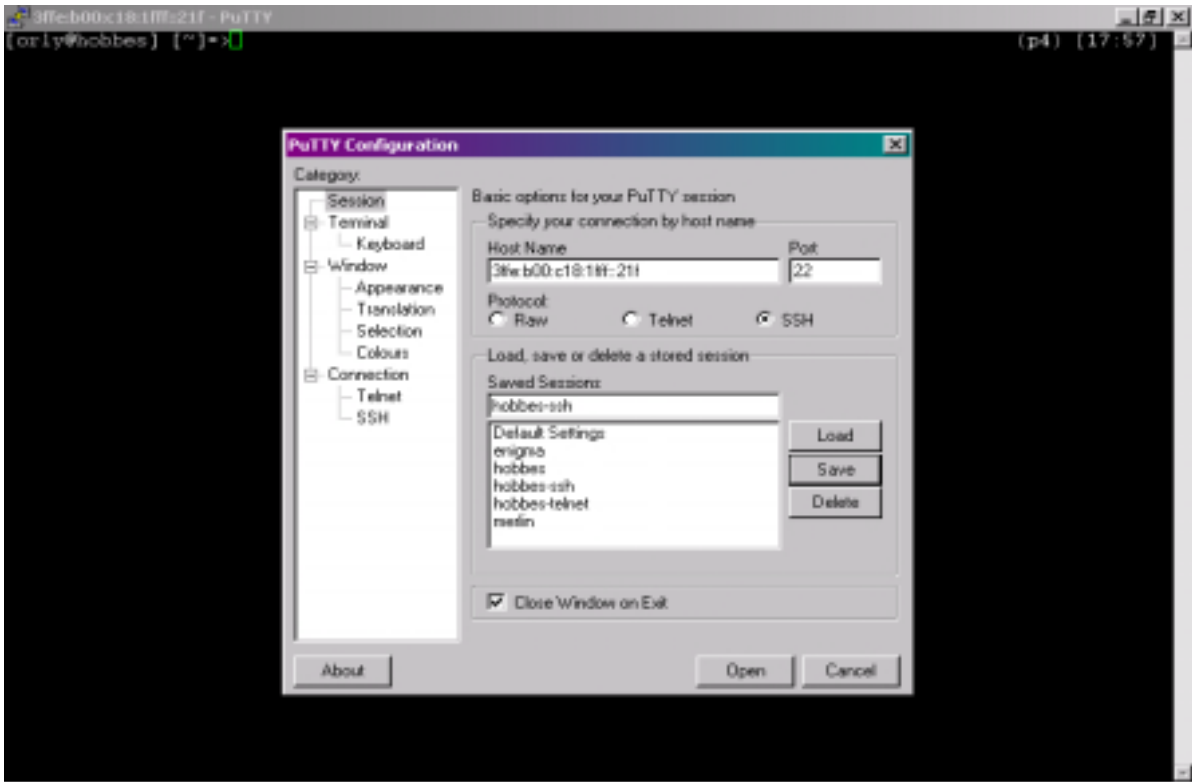 3ffe:b00:c18:1fff::21f - PuTTY
[orly@hobbes] [~]=> (p4) [17:57]
PuTTY Configuration
Category:
Session
Terminal
Keyboard
Window
Appearance
Translation
Selection
Colours
Connection
Telnet
SSH
Basic options for your PuTTY session
Specify your connection by host name
Host Name Port
3ffe:b00:c18:1fff::21f 22
Protocol:
Raw Telnet SSH
Load, save or delete a stored session
Saved Sessions
hobbes-ssh
Default Settings
enigma
hobbes
hobbes-ssh
hobbes-telnet
merlin
Load
Save
Delete
Close Window on Exit
About Open Cancel